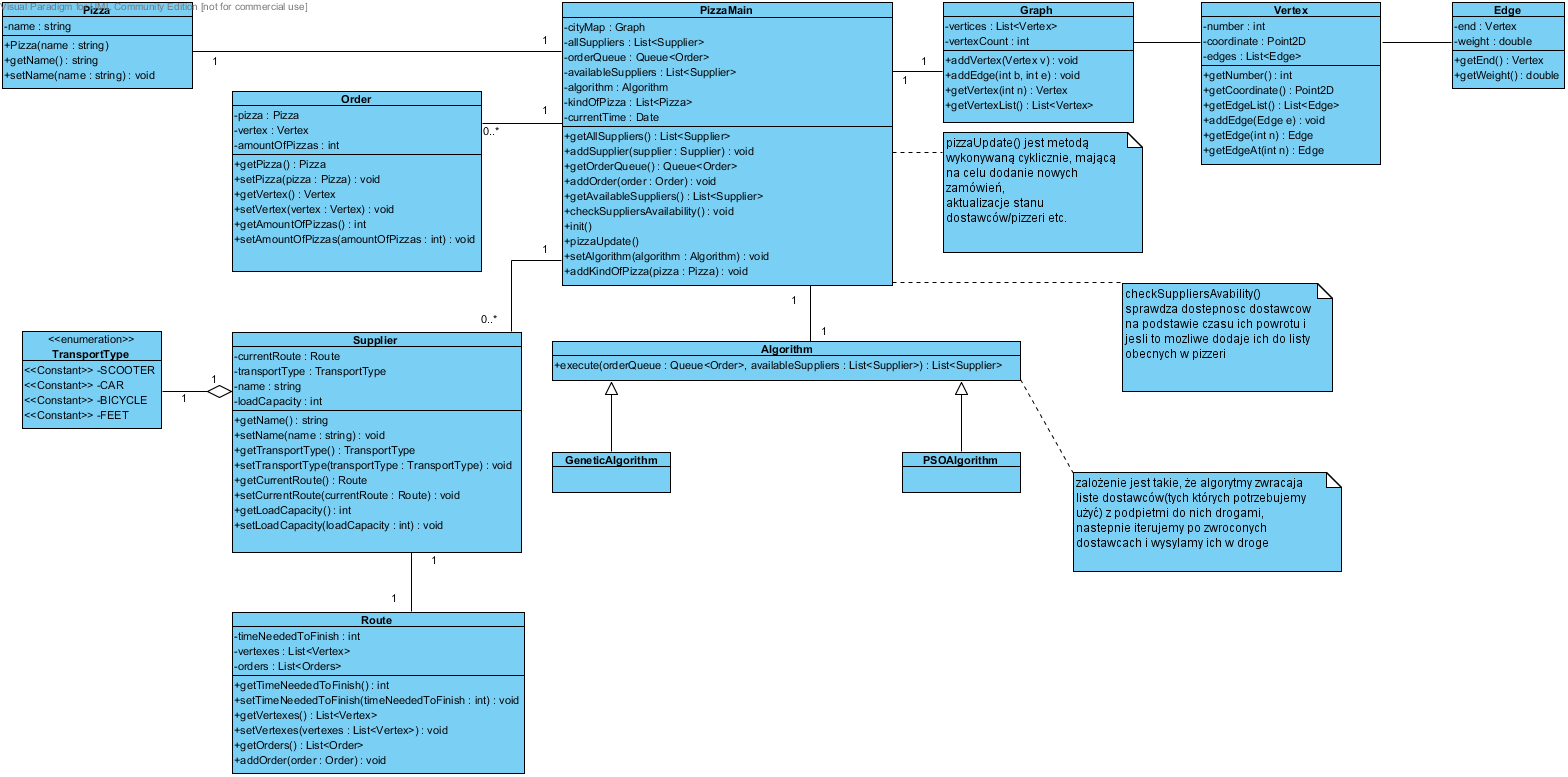 Visual Paradigm for UML Community Edition [not for commercial use]
Pizza
-name : string
+Pizza(name : string)
+getName() : string
+setName(name : string) : void
1
1
PizzaMain
-cityMap : Graph
-allSuppliers : List<Supplier>
-orderQueue : Queue<Order>
-availableSuppliers : List<Supplier>
-algorithm : Algorithm
-kindOfPizza : List<Pizza>
-currentTime : Date
+getAllSuppliers() : List<Supplier>
+addSupplier(supplier : Supplier) : void
+getOrderQueue() : Queue<Order>
+addOrder(order : Order) : void
+getAvailableSuppliers() : List<Supplier>
+checkSuppliersAvailability() : void
+init()
+pizzaUpdate()
+setAlgorithm(algorithm : Algorithm) : void
+addKindOfPizza(pizza : Pizza) : void
1
1
Graph
-vertices : List<Vertex>
-vertexCount : int
+addVertex(Vertex v) : void
+addEdge(int b, int e) : void
+getVertex(int n) : Vertex
+getVertexList() : List<Vertex>
Vertex
-number : int
-coordinate : Point2D
-edges : List<Edge>
+getNumber() : int
+getCoordinate() : Point2D
+getEdgeList() : List<Edge>
+addEdge(Edge e) : void
+getEdge(int n) : Edge
+getEdgeAt(int n) : Edge
Edge
-end : Vertex
-weight : double
+getEnd() : Vertex
+getWeight() : double
Order
-pizza : Pizza
-vertex : Vertex
-amountOfPizzas : int
+getPizza() : Pizza
+setPizza(pizza : Pizza) : void
+getVertex() : Vertex
+setVertex(vertex : Vertex) : void
+getAmountOfPizzas() : int
+setAmountOfPizzas(amountOfPizzas : int) : void
1
0..*
pizzaUpdate() jest metodą
wykonywaną cyklicznie, mającą
na celu dodanie nowych
zamówień,
aktualizacje stanu
dostawców/pizzeri etc.
1
0..*
checkSuppliersAvability()
sprawdza dostepnosc dostawcow
na podstawie czasu ich powrotu i
jesli to mozliwe dodaje ich do listy
obecnych w pizzeri
1
1
<<enumeration>>
TransportType
<<Constant>> -SCOOTER
<<Constant>> -CAR
<<Constant>> -BICYCLE
<<Constant>> -FEET
1
1
Supplier
-currentRoute : Route
-transportType : TransportType
-name : string
-loadCapacity : int
+getName() : string
+setName(name : string) : void
+getTransportType() : TransportType
+setTransportType(transportType : TransportType) : void
+getCurrentRoute() : Route
+setCurrentRoute(currentRoute : Route) : void
+getLoadCapacity() : int
+setLoadCapacity(loadCapacity : int) : void
Algorithm
+execute(orderQueue : Queue<Order>, availableSuppliers : List<Supplier>) : List<Supplier>
GeneticAlgorithm
PSOAlgorithm
założenie jest takie, że algorytmy zwracaja
liste dostawców(tych których potrzebujemy
użyć) z podpietmi do nich drogami,
nastepnie iterujemy po zwroconych
dostawcach i wysylamy ich w droge
1
1
Route
-timeNeededToFinish : int
-vertexes : List<Vertex>
-orders : List<Orders>
+getTimeNeededToFinish() : int
+setTimeNeededToFinish(timeNeededToFinish : int) : void
+getVertexes() : List<Vertex>
+setVertexes(vertexes : List<Vertex>) : void
+getOrders() : List<Order>
+addOrder(order : Order) : void